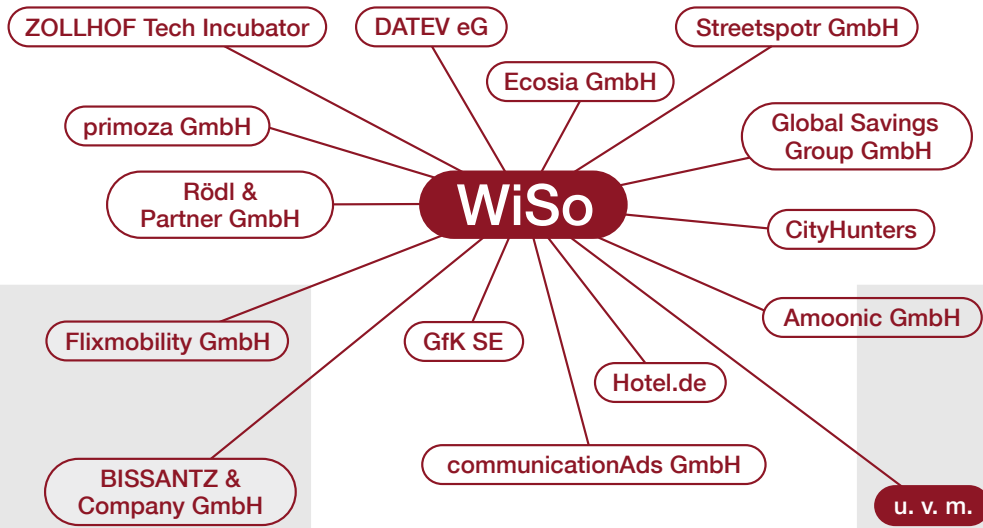 ZOLLHOF Tech Incubator
DATEV eG
Streetspotr GmbH
Ecosia GmbH
primoza GmbH
Global Savings
Group GmbH
Rödl &
Partner GmbH
WiSo
CityHunters
Flixmobility GmbH
GfK SE
Amoonic GmbH
Hotel.de
communicationAds GmbH
BISSANTZ &
Company GmbH
u. v. m.